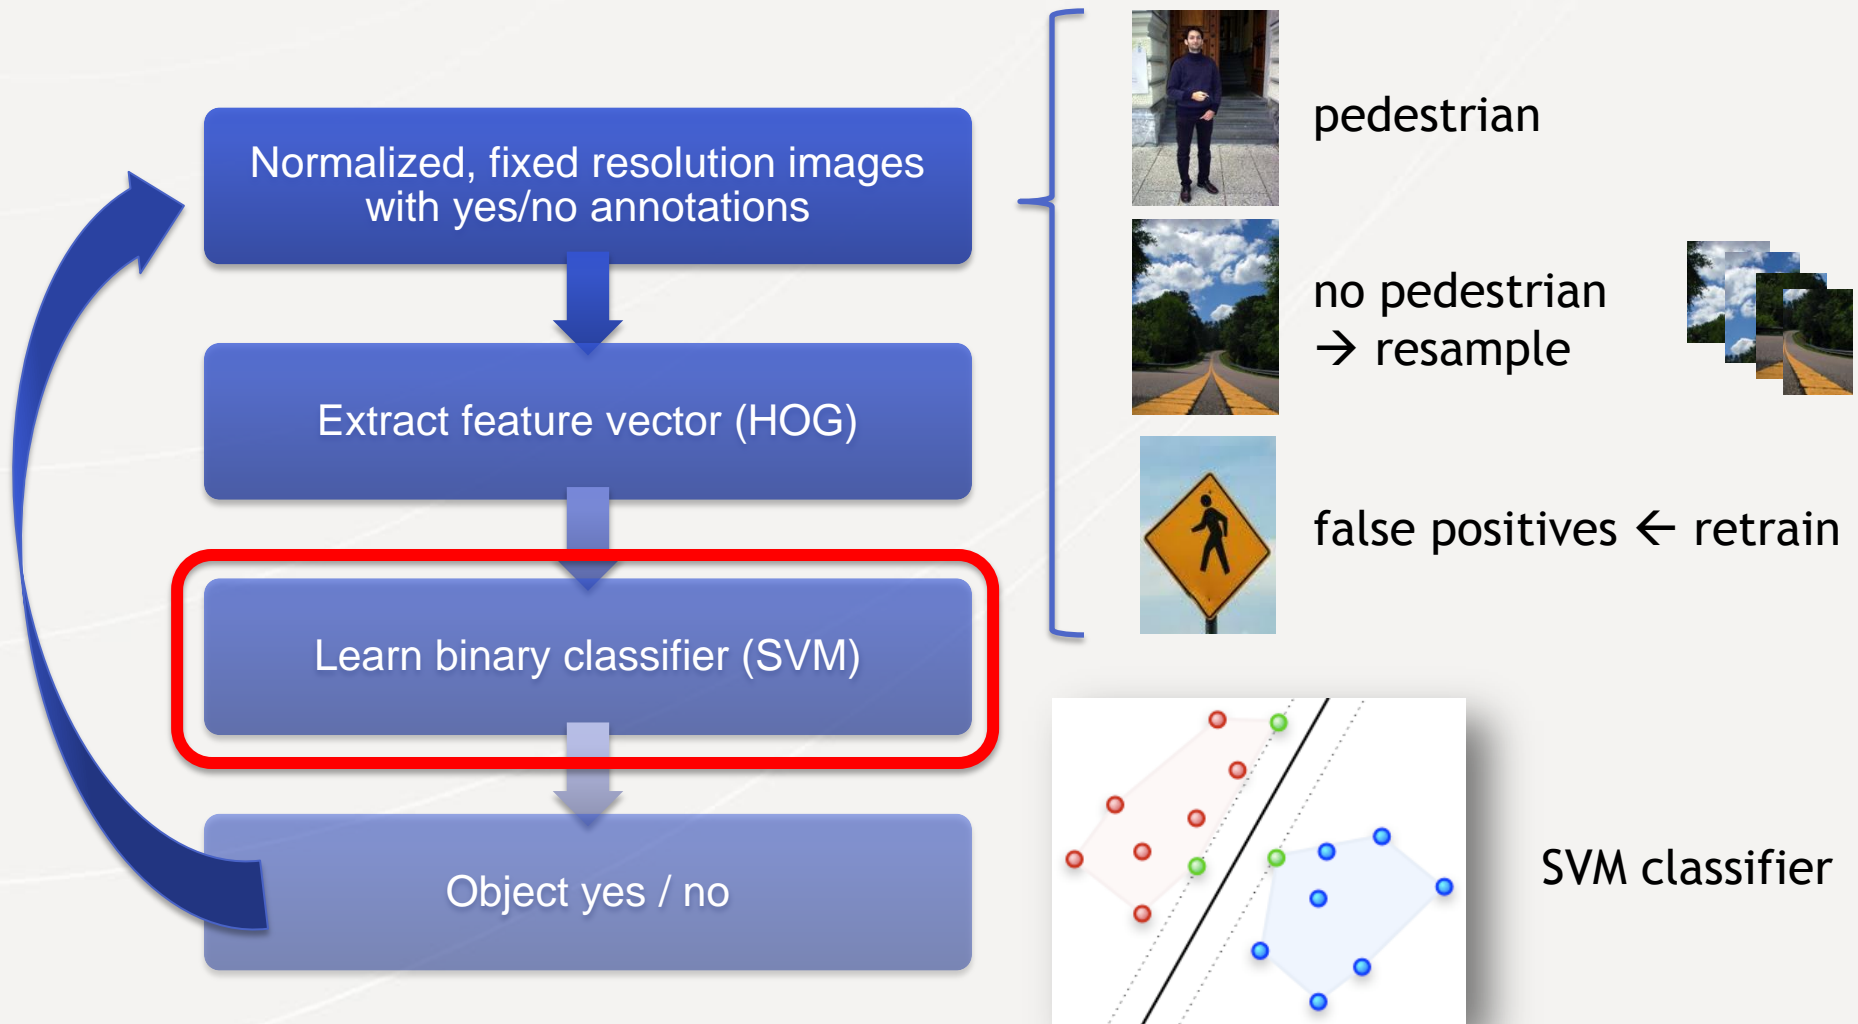 Normalized, fixed resolution images
with yes/no annotations
Extract feature vector (HOG)
Learn binary classifier (SVM)
Object yes / no
pedestrian
no pedestrian
→ resample
false positives ← retrain
SVM classifier